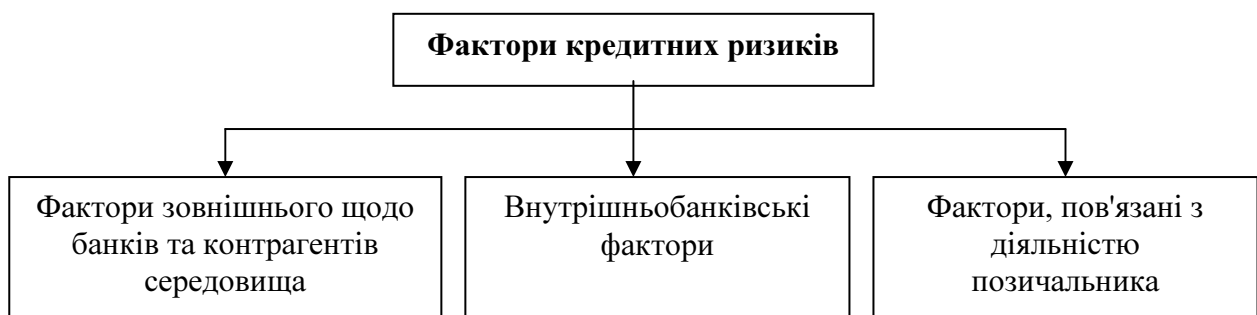 Фактори кредитних ризиків
Фактори зовнішнього щодо
банків та контрагентів
середовища
Внутрішньобанківські
фактори
Фактори, пов'язані з
діяльністю
позичальника